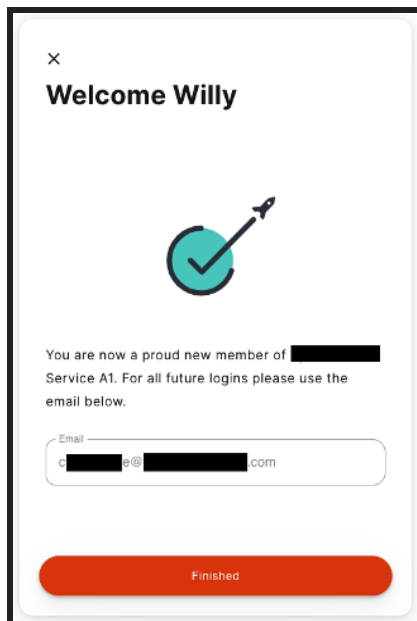 Welcome Willy
You are now a proud new member of
Service A1. For all future logins please use the
email below.
Email
c e@ .com
Finished